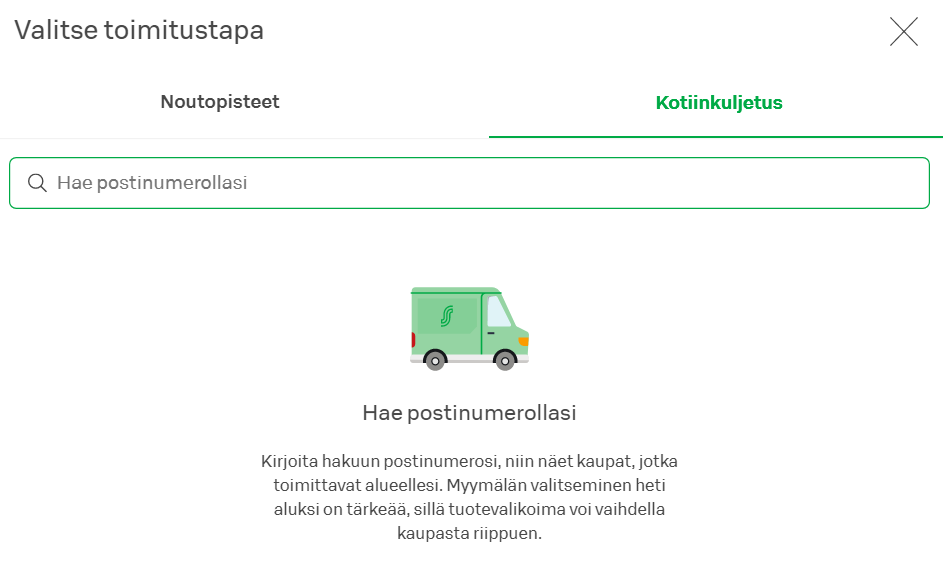 Valitse toimitustapa
Noutopisteet
Kotiinkuljetus
Hae postinumerollasi
Hae postinumerollasi
Kirjoita hakuun postinumerosi, niin näet kaupat, jotka
toimittavat alueellesi. Myymälän valitseminen heti
aluksi on tärkeää, sillä tuotevalikoima voi vaihdella
kaupasta riippuen.